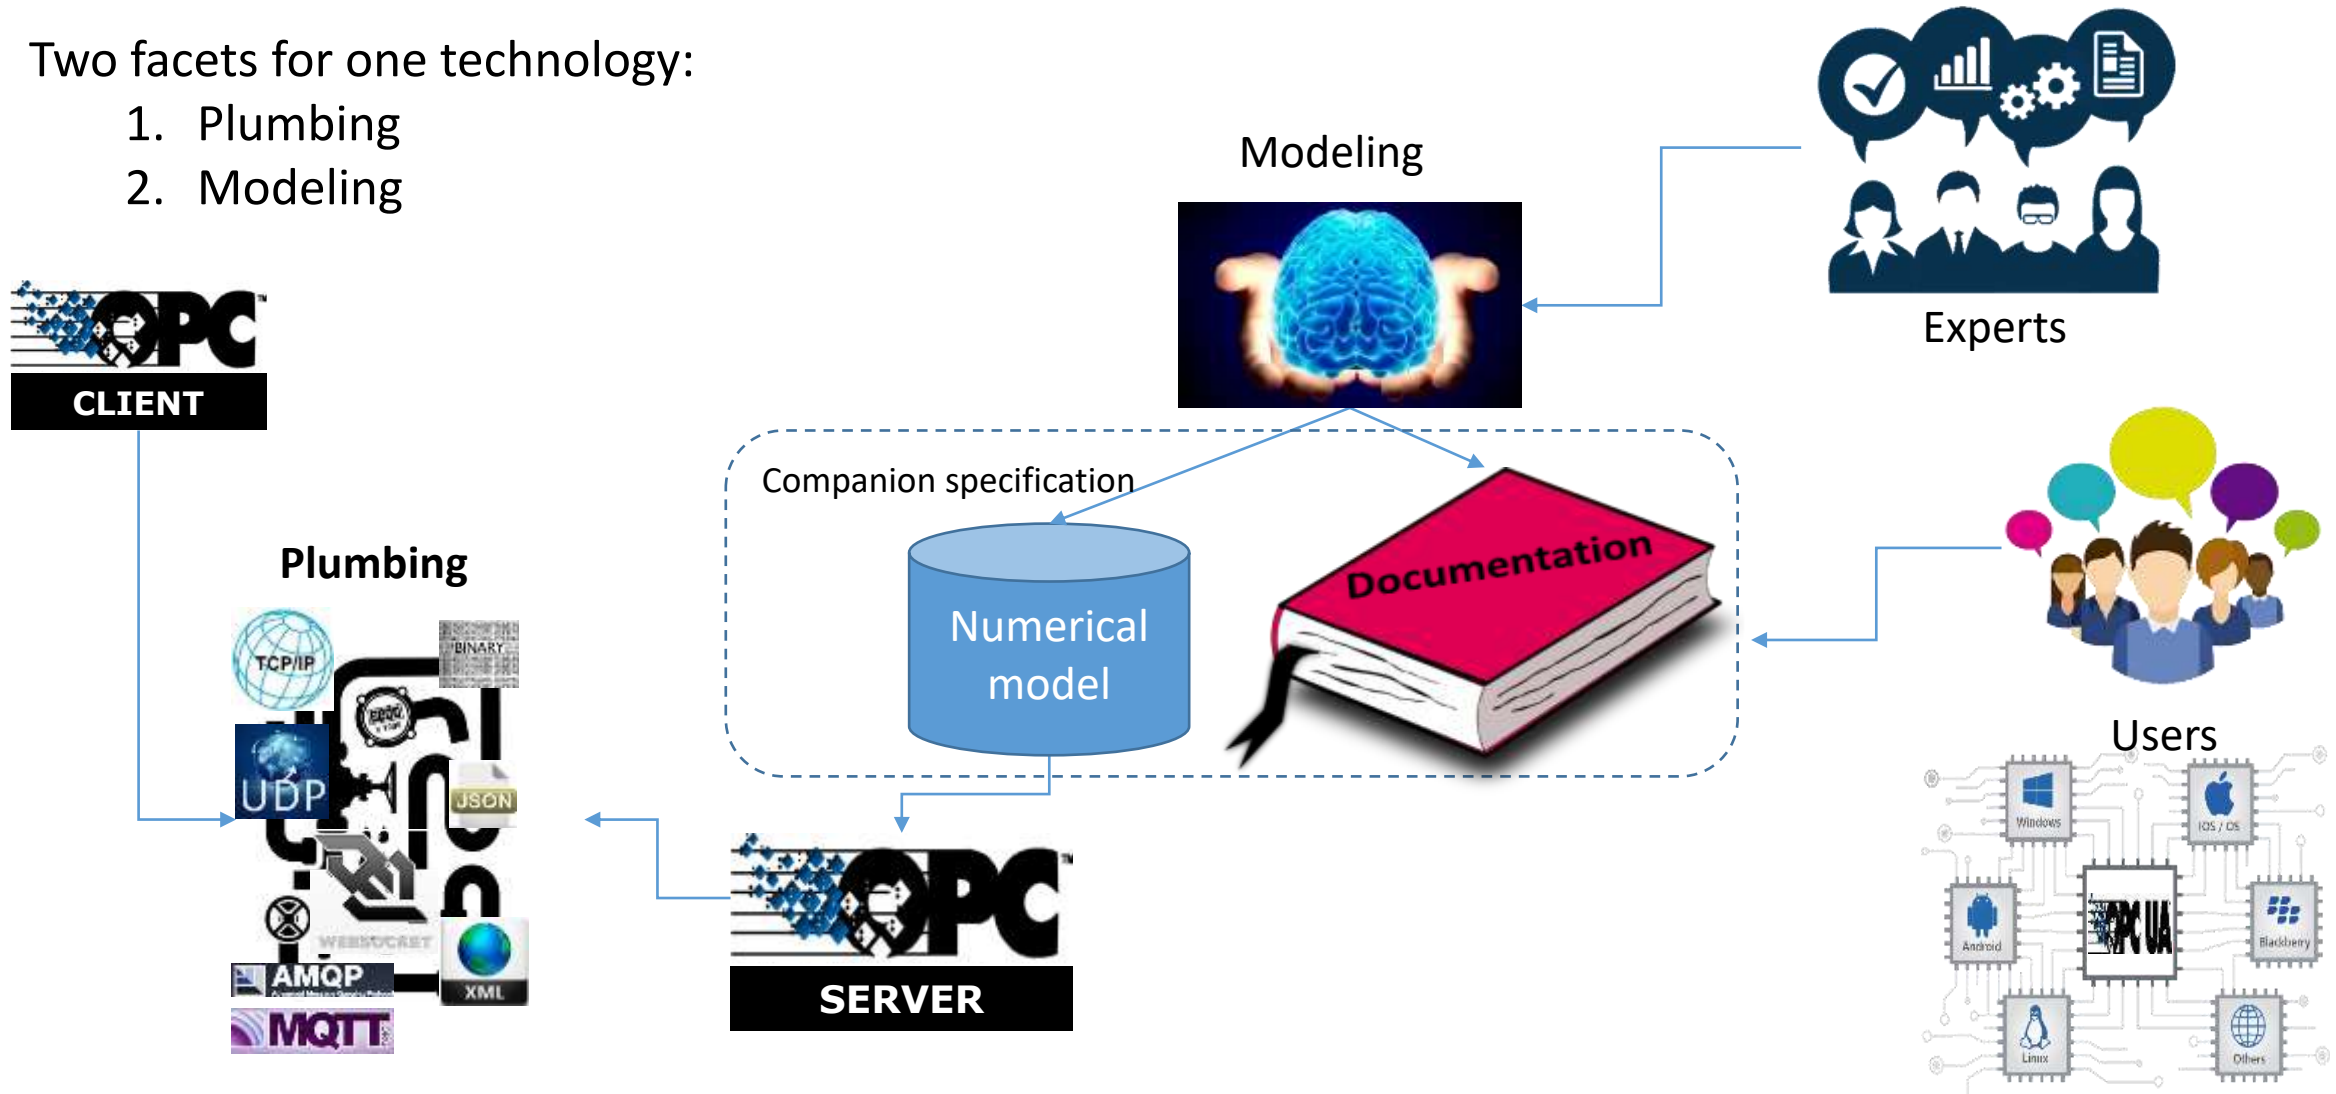 Two facets for one technology:
1. Plumbing
2. Modeling
Modeling
Experts
OPC™
CLIENT
Companion specification
Documentation
Numerical
model
Plumbing
TCP/IP
BINARY
UDP
JSON
WEBSOCKET
AMQP
XML
MQTT
OPC
SERVER
Users
Windows
iOS / OS
Android
OPC UA
Blackberry
Linux
Others